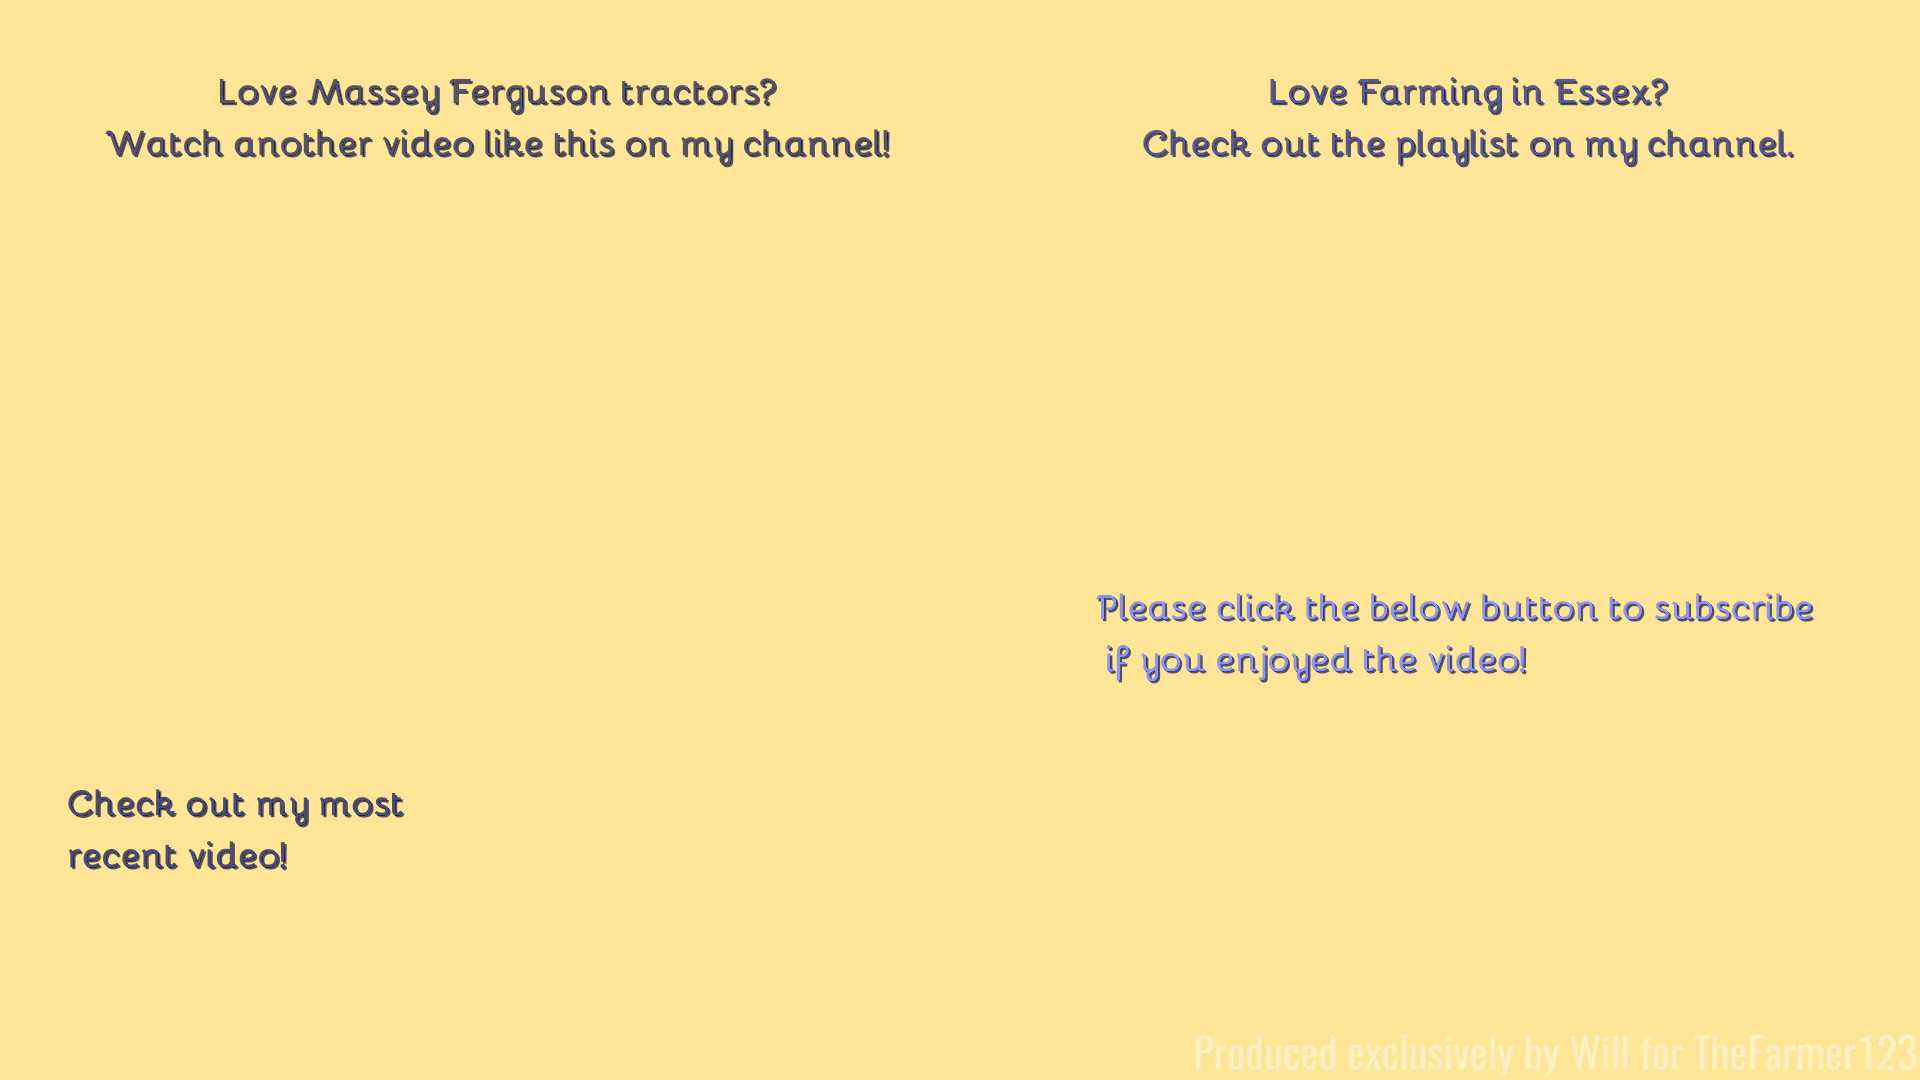 Love Massey Ferguson tractors?
Watch another video like this on my channel!
Love Farming in Essex?
Check out the playlist on my channel.
Please click the below button to subscribe
if you enjoyed the video!
Check out my most
recent video!
Produced exclusively by Will for TheFarmer123